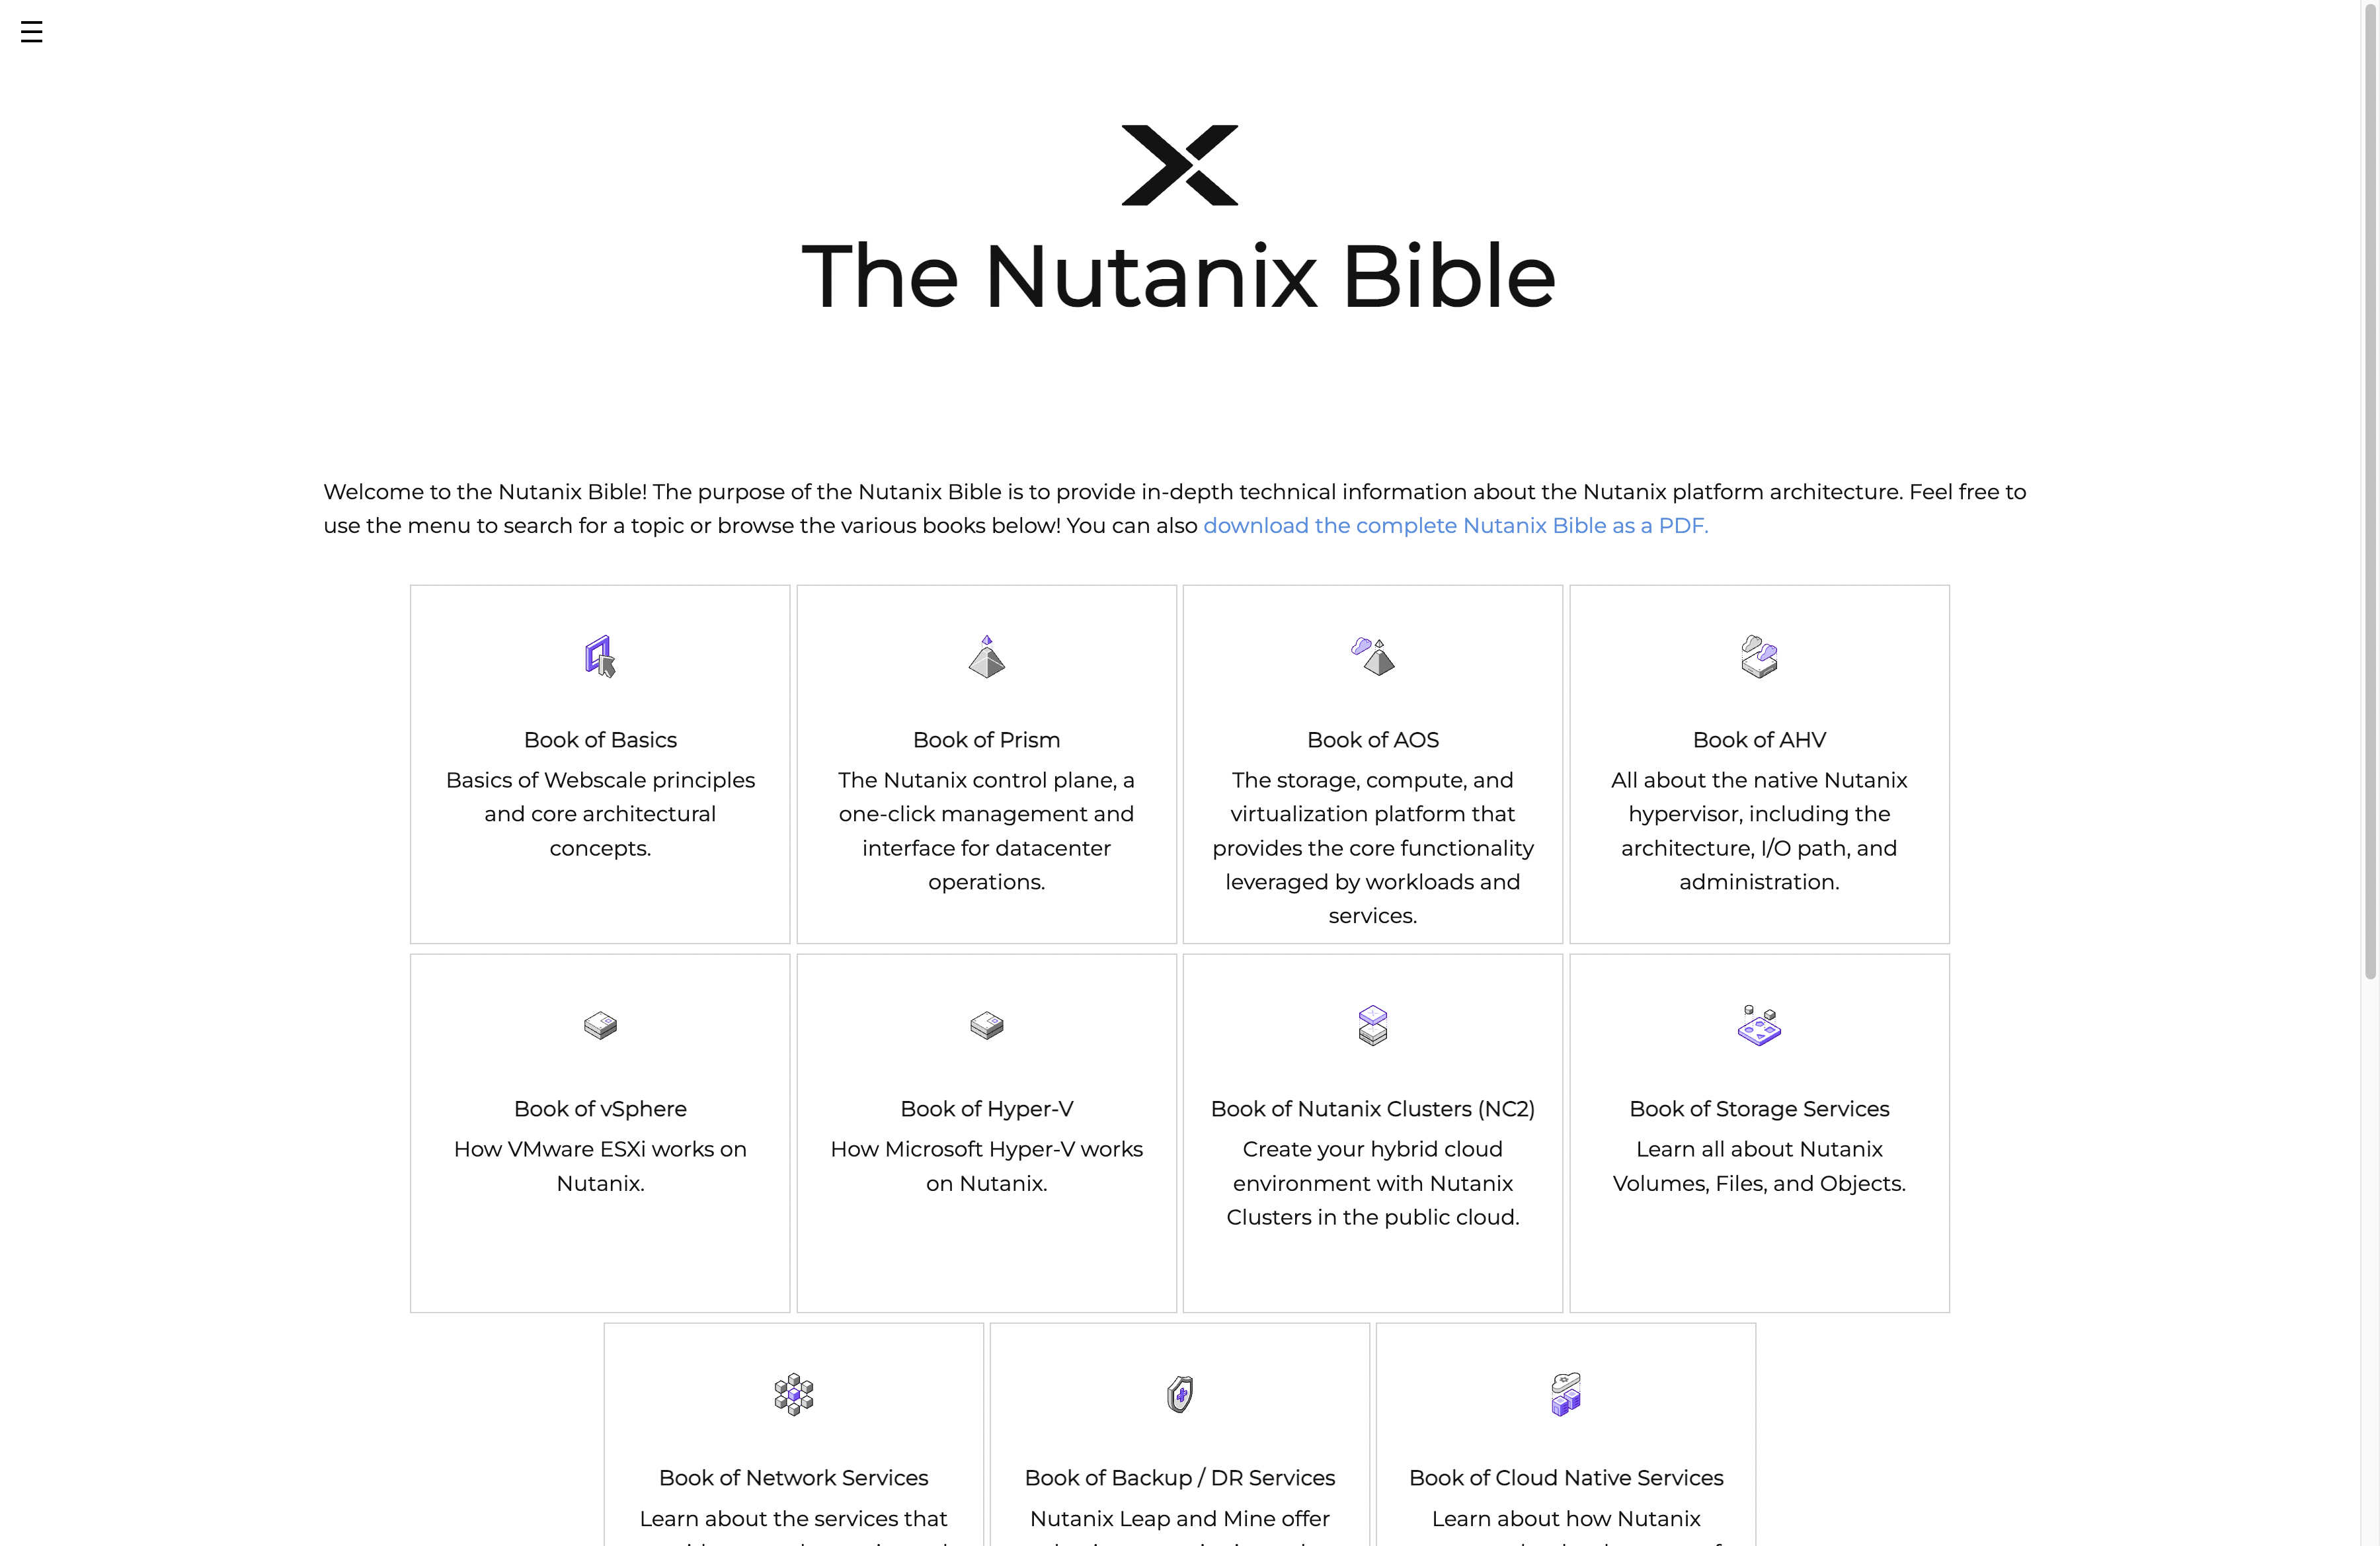 The Nutanix Bible
Welcome to the Nutanix Bible! The purpose of the Nutanix Bible is to provide in-depth technical information about the Nutanix platform architecture. Feel free to
use the menu to search for a topic or browse the various books below! You can also download the complete Nutanix Bible as a PDF.
Book of Basics
Basics of Webscale principles
and core architectural
concepts.
Book of Prism
The Nutanix control plane, a
one-click management and
interface for datacenter
operations.
Book of AOS
The storage, compute, and
virtualization platform that
provides the core functionality
leveraged by workloads and
services.
Book of AHV
All about the native Nutanix
hypervisor, including the
architecture, I/O path, and
administration.
Book of vSphere
How VMware ESXi works on
Nutanix.
Book of Hyper-V
How Microsoft Hyper-V works
on Nutanix.
Book of Nutanix Clusters (NC2)
Create your hybrid cloud
environment with Nutanix
Clusters in the public cloud.
Book of Storage Services
Learn all about Nutanix
Volumes, Files, and Objects.
Book of Network Services
Learn about the services that
Book of Backup / DR Services
Nutanix Leap and Mine offer
Book of Cloud Native Services
Learn about how Nutanix